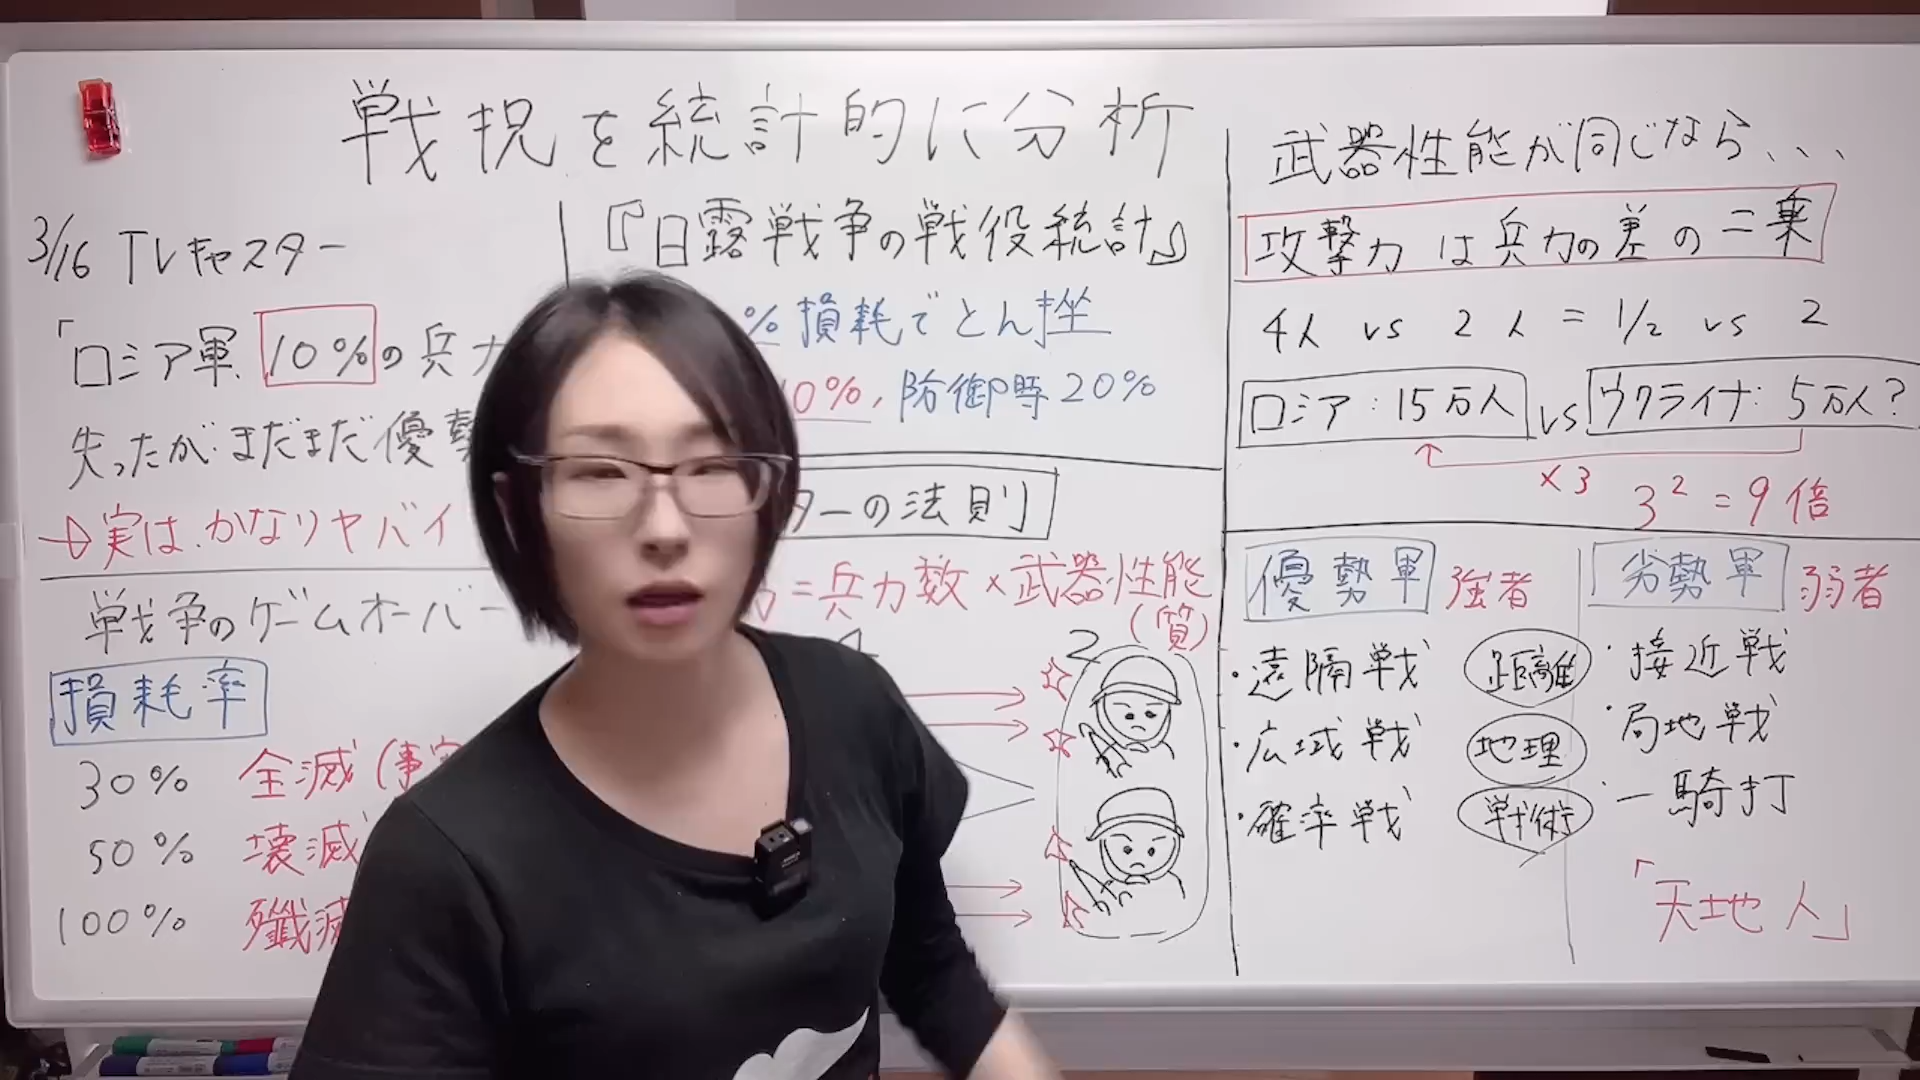 戦況を統計的に分析
3/16 TVキャスター
「ロシア軍 10%の兵力
失ったが、まだまだ優勢
→実は、かなりヤバイ
戦争のゲームオーバー
損耗率
30% 全滅(事実
50% 壊滅
100% 殲滅
『日露戦争の戦役統計』
%損耗でとん挫
10%, 防御時20%
ターの法則
力=兵力数×武器性能
(質)
2
武器性能が同じなら、、、
攻撃力は兵力の差の二乗
4人 vs 2人 = 1/2 vs 2
ロシア:15万人 vs ウクライナ:5万人?
×3 3² = 9倍
優勢軍 強者 劣勢軍 弱者
・遠隔戦 距離 ・接近戦
・広域戦 地理 ・局地戦
・確率戦 戦術 ・一騎打
「天地人」